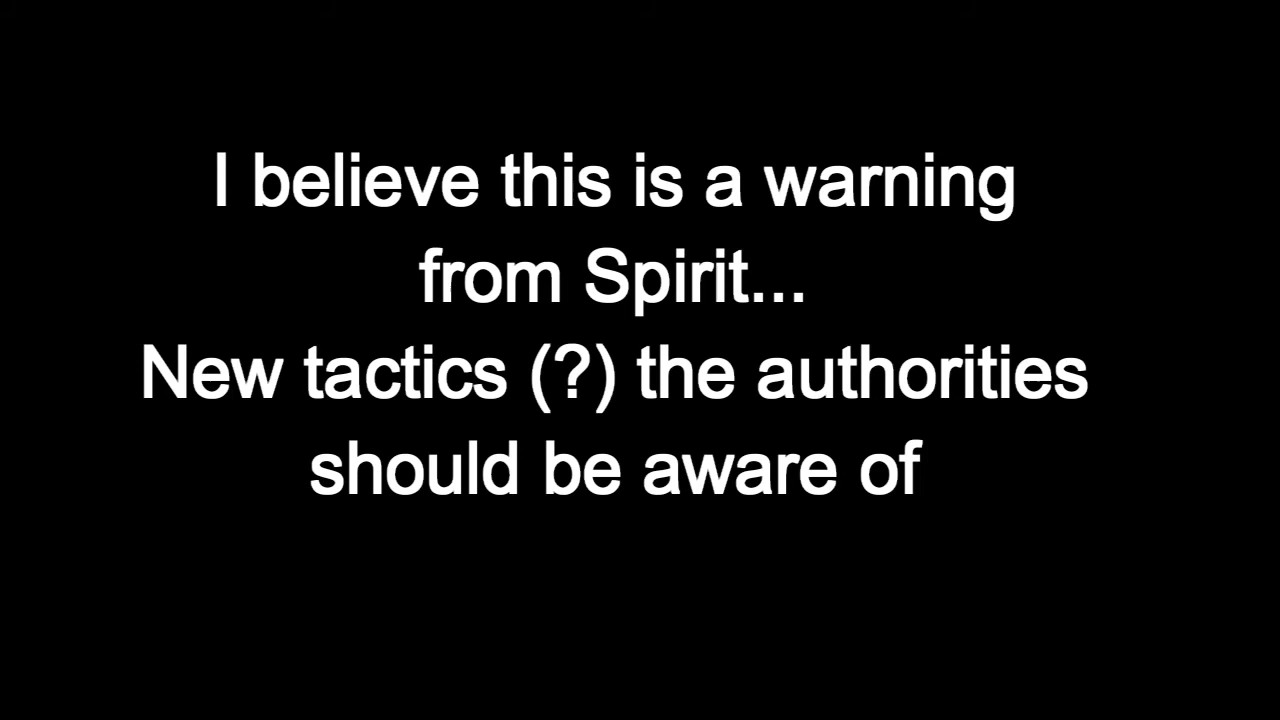 I believe this is a warning
from Spirit...
New tactics (?) the authorities
should be aware of